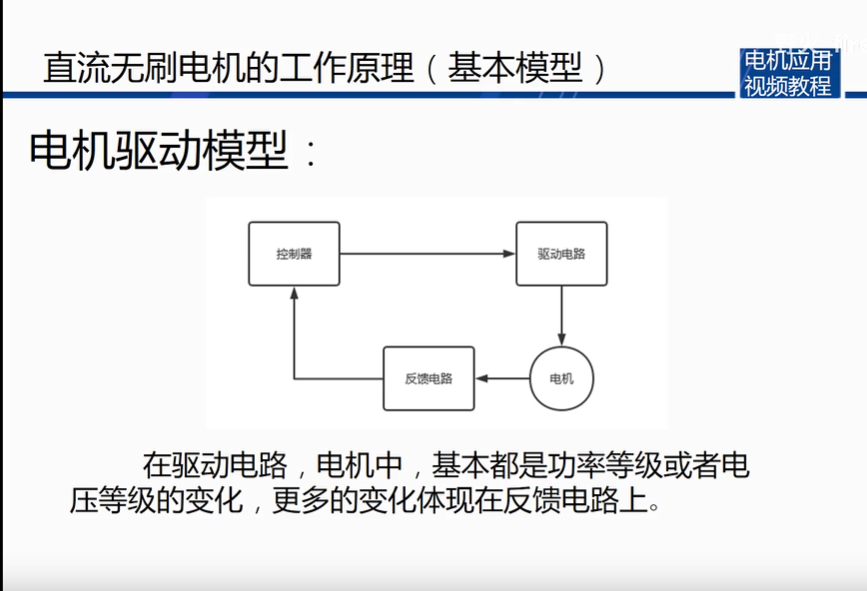 直流无刷电机的工作原理（基本模型）
电机应用
视频教程
电机驱动模型：
控制器
驱动电路
反馈电路
电机
在驱动电路，电机中，基本都是功率等级或者电
压等级的变化，更多的变化体现在反馈电路上。